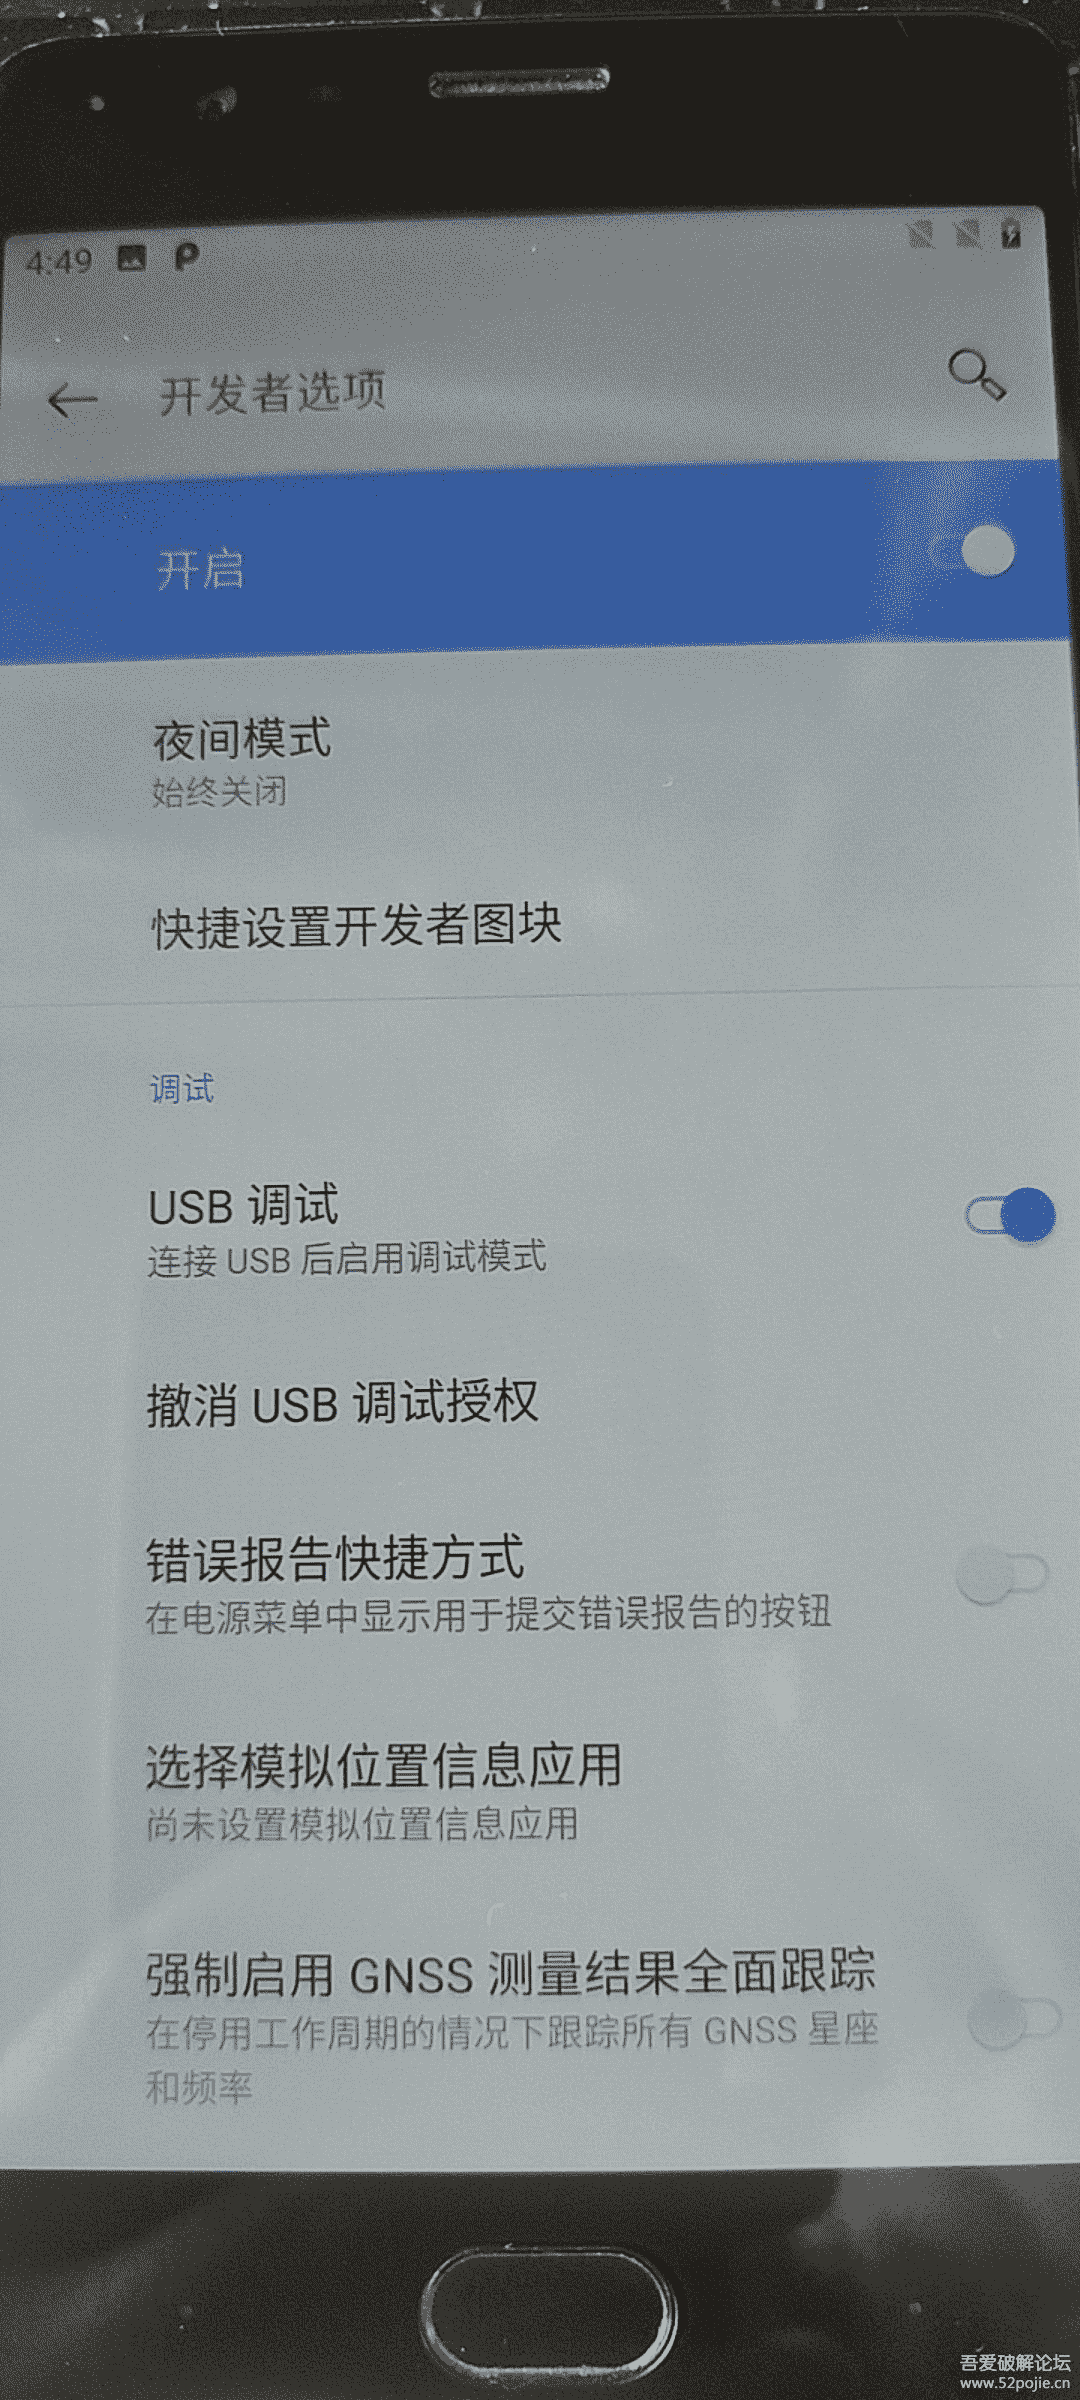 4:49
开发者选项
开启
夜间模式
始终关闭
快捷设置开发者图块
调试
USB 调试
连接 USB 后启用调试模式
撤消 USB 调试授权
错误报告快捷方式
在电源菜单中显示用于提交错误报告的按钮
选择模拟位置信息应用
尚未设置模拟位置信息应用
强制启用 GNSS 测量结果全面跟踪
在停用工作周期的情况下跟踪所有 GNSS 星座
和频率
吾爱破解论坛
www.52pojie.cn